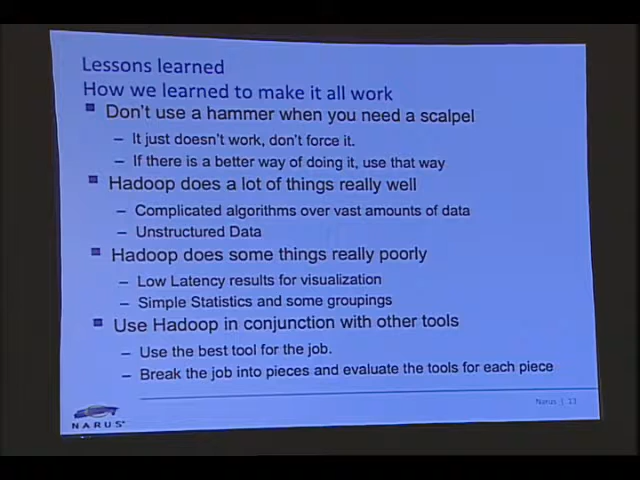 Lessons learned
How we learned to make it all work
Don't use a hammer when you need a scalpel
– It just doesn't work, don't force it.
– If there is a better way of doing it, use that way
Hadoop does a lot of things really well
– Complicated algorithms over vast amounts of data
– Unstructured Data
Hadoop does some things really poorly
– Low Latency results for visualization
– Simple Statistics and some groupings
Use Hadoop in conjunction with other tools
– Use the best tool for the job.
– Break the job into pieces and evaluate the tools for each piece
Narus |
NARUS